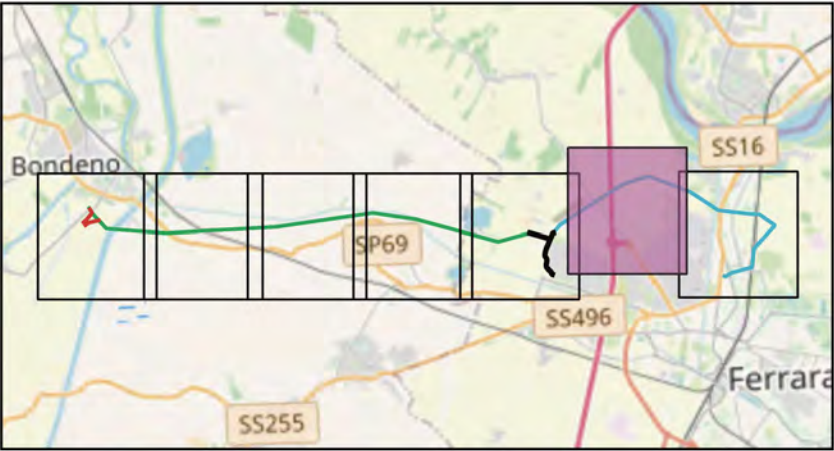 SS16
Bondeno
SP69
SS496
Ferrara
SS255